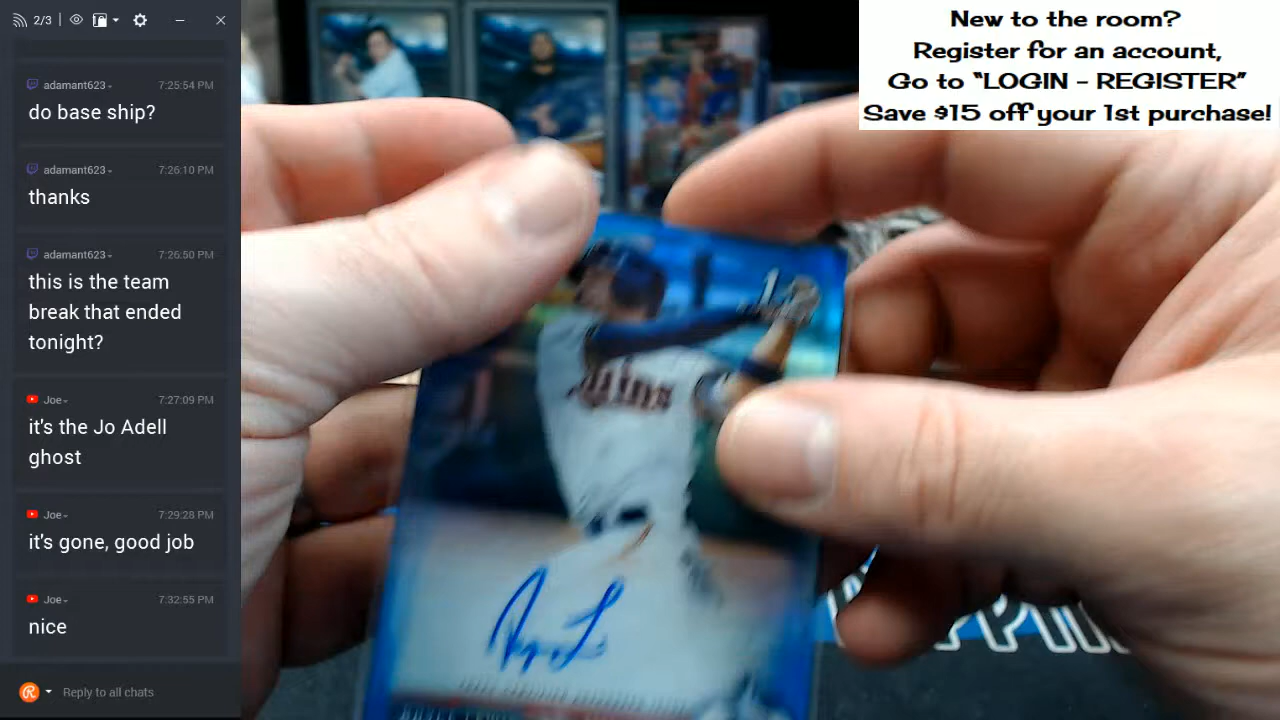 2/3
adamant623
7:25:54 PM
do base ship?
adamant623
7:26:10 PM
thanks
adamant623
7:26:50 PM
this is the team
break that ended
tonight?
Joe
7:27:09 PM
it's the Jo Adell
ghost
Joe
7:29:28 PM
it's gone, good job
Joe
7:32:55 PM
nice
Reply to all chats
New to the room?
Register for an account,
Go to "LOGIN - REGISTER"
Save $15 off your 1st purchase!
Twins